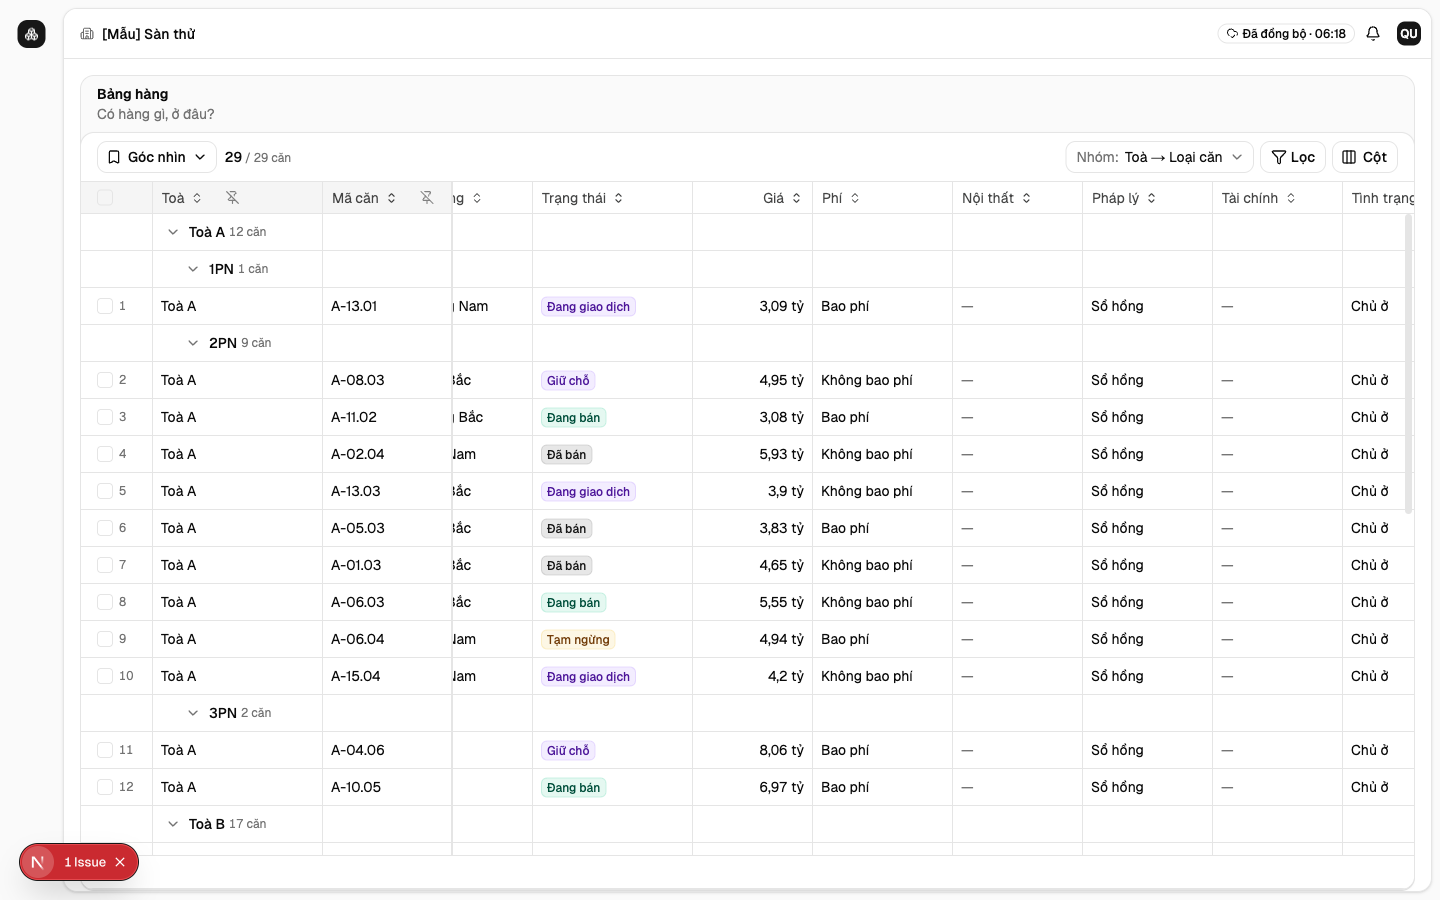 [Mẫu] Sàn thử
Đã đồng bộ · 06:18
QU
Bảng hàng
Có hàng gì, ở đâu?
Góc nhìn
29 / 29 căn
Nhóm: Toà → Loại căn
Lọc
Cột
Toà Mã căn ng Trạng thái Giá Phí Nội thất Pháp lý Tài chính Tình trạng
Toà A 12 căn
1PN 1 căn
1 Toà A A-13.01 Nam Đang giao dịch 3,09 tỷ Bao phí — Sổ hồng — Chủ ở
2PN 9 căn
2 Toà A A-08.03 Bắc Giữ chỗ 4,95 tỷ Không bao phí — Sổ hồng — Chủ ở
3 Toà A A-11.02 Bắc Đang bán 3,08 tỷ Bao phí — Sổ hồng — Chủ ở
4 Toà A A-02.04 Nam Đã bán 5,93 tỷ Không bao phí — Sổ hồng — Chủ ở
5 Toà A A-13.03 Bắc Đang giao dịch 3,9 tỷ Không bao phí — Sổ hồng — Chủ ở
6 Toà A A-05.03 Bắc Đã bán 3,83 tỷ Bao phí — Sổ hồng — Chủ ở
7 Toà A A-01.03 Bắc Đã bán 4,65 tỷ Không bao phí — Sổ hồng — Chủ ở
8 Toà A A-06.03 Bắc Đang bán 5,55 tỷ Không bao phí — Sổ hồng — Chủ ở
9 Toà A A-06.04 Nam Tạm ngừng 4,94 tỷ Bao phí — Sổ hồng — Chủ ở
10 Toà A A-15.04 Nam Đang giao dịch 4,2 tỷ Không bao phí — Sổ hồng — Chủ ở
3PN 2 căn
11 Toà A A-04.06 Giữ chỗ 8,06 tỷ Bao phí — Sổ hồng — Chủ ở
12 Toà A A-10.05 Đang bán 6,97 tỷ Bao phí — Sổ hồng — Chủ ở
Toà B 17 căn
N 1 Issue